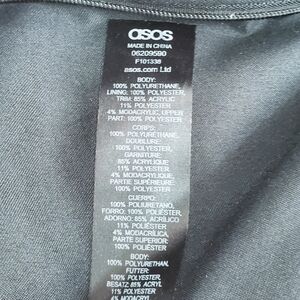 asos
MADE IN CHINA
06209590
F101338
asos.com Ltd
BODY:
100% POLYURETHANE,
LINING: 100% POLYESTER,
TRIM: 85% ACRYLIC
11% POLYESTER
4% MODACRYLIC, UPPER
PART: 100% POLYESTER
CORPS:
100% POLYURETHANE,
DOUBLURE:
100% POLYESTER,
GARNITURE:
85% ACRYLIQUE
11% POLYESTER
4% MODACRYLIQUE,
PARTIE SUPÉRIEURE:
100% POLYESTER
CUERPO:
100% POLIURETANO,
FORRO: 100% POLIÉSTER,
ADORNO: 85% ACRÍLICO
11% POLIÉSTER
4% MODACRÍLICA,
PARTE SUPERIOR:
100% POLIÉSTER
BODY:
100% POLYURETHAN,
FUTTER:
100% POLYESTER,
BESATZ: 85% ACRYL
11% POLYESTER
4% MODACRYL